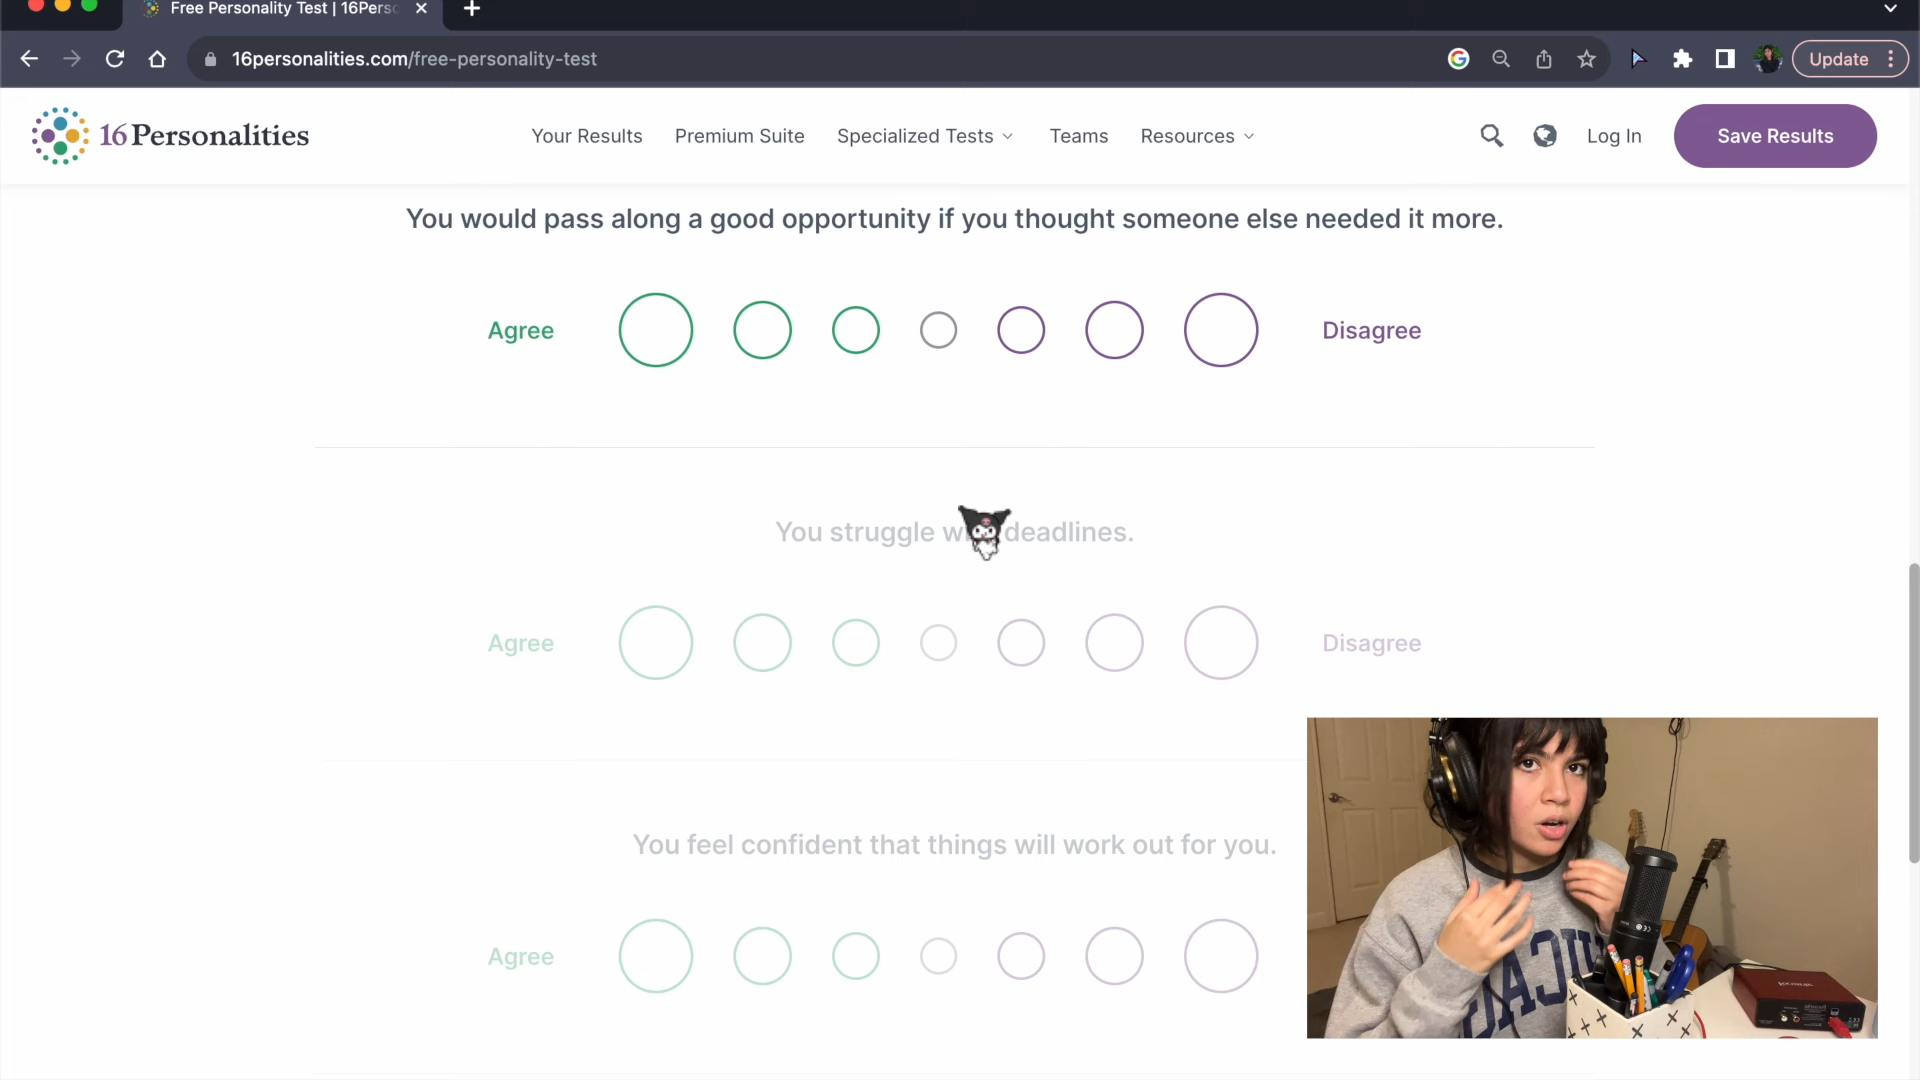 Free Personality Test | 16Pers
16personalities.com/free-personality-test
Update
16Personalities
Your Results
Premium Suite
Specialized Tests
Teams
Resources
Log In
Save Results
You would pass along a good opportunity if you thought someone else needed it more.
Agree
Disagree
You struggle w deadlines.
Agree
Disagree
You feel confident that things will work out for you.
Agree